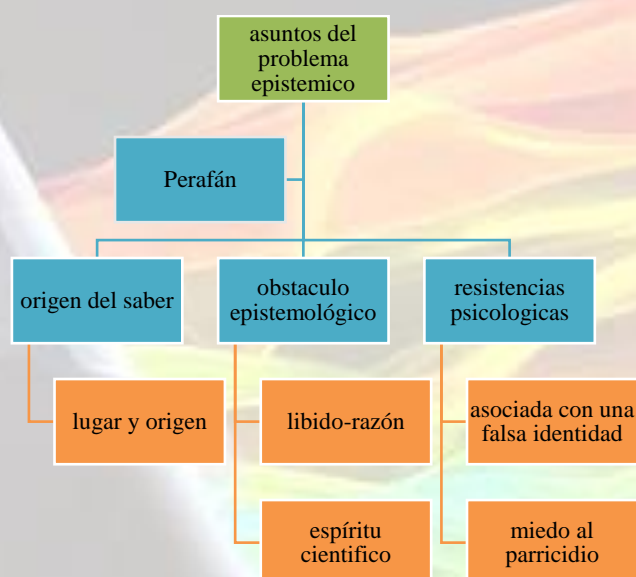 asuntos del
problema
epistemico
Perafán
origen del saber
obstaculo
epistemológico
resistencias
psicologicas
lugar y origen
libido-razón
asociada con una
falsa identidad
espíritu
cientifico
miedo al
parricidio